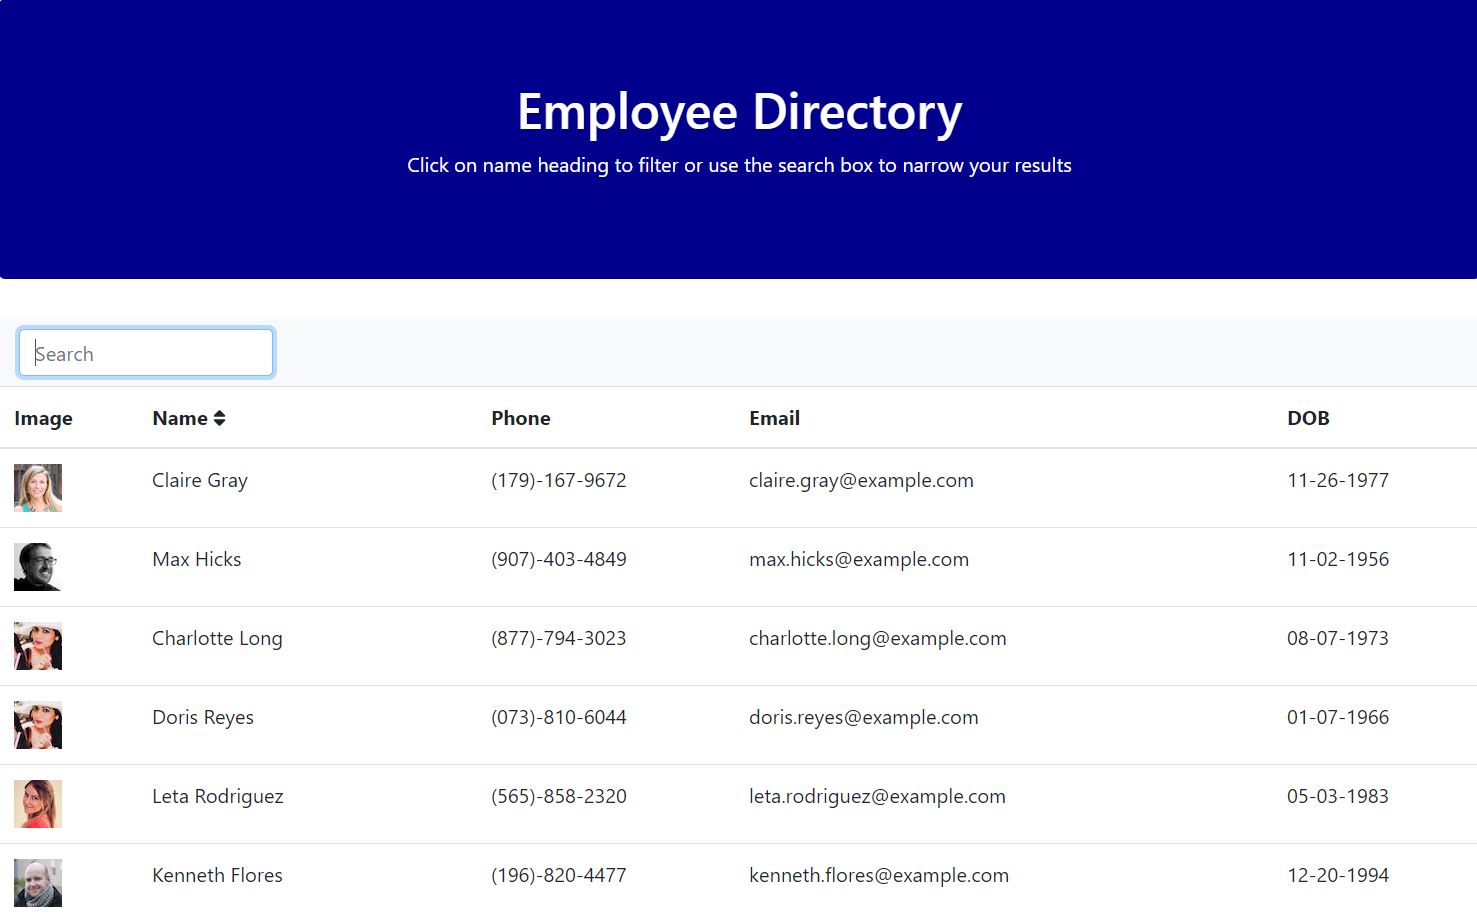 Employee Directory
Click on name heading to filter or use the search box to narrow your results
Search
Image Name Phone Email DOB
Claire Gray (179)-167-9672 claire.gray@example.com 11-26-1977
Max Hicks (907)-403-4849 max.hicks@example.com 11-02-1956
Charlotte Long (877)-794-3023 charlotte.long@example.com 08-07-1973
Doris Reyes (073)-810-6044 doris.reyes@example.com 01-07-1966
Leta Rodriguez (565)-858-2320 leta.rodriguez@example.com 05-03-1983
Kenneth Flores (196)-820-4477 kenneth.flores@example.com 12-20-1994